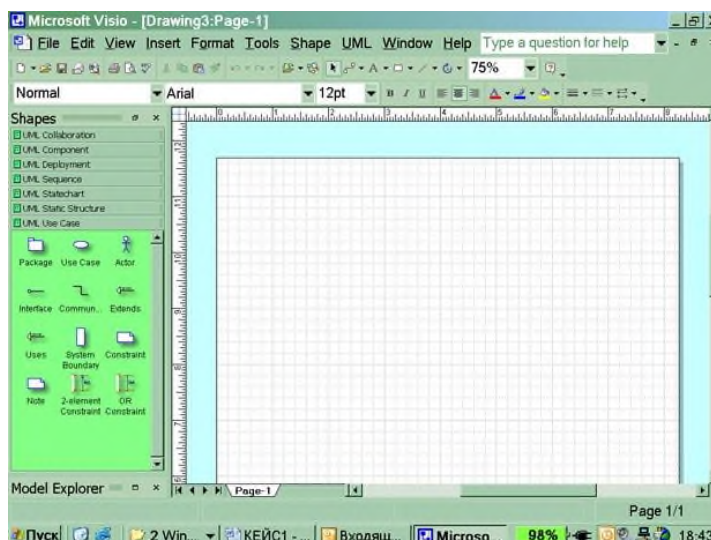 Microsoft Visio - [Drawing3:Page-1]
File Edit View Insert Format Tools Shape UML Window Help Type a question for help
75%
Normal Arial 12pt
Shapes
UML Collaboration
UML Component
UML Deployment
UML Sequence
UML Statechart
UML Static Structure
UML Use Case
Package Use Case Actor
Interface Commun... Extends
Uses System Boundary Constraint
Note 2-element Constraint OR Constraint
Model Explorer
Page-1
Page 1/1
Пуск 2 Win... КЕЙС1 - ... Входящ... Microso... 98% 18:43